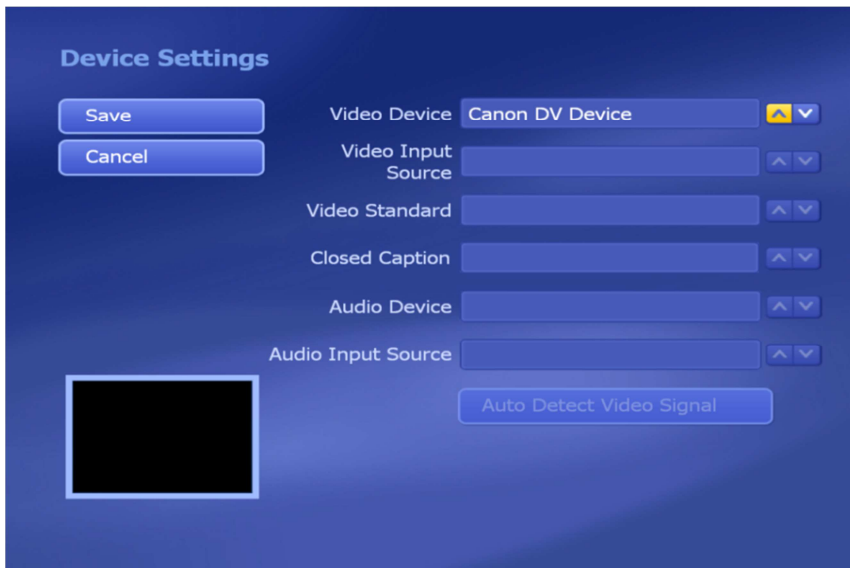 Device Settings
Save
Cancel
Video Device Canon DV Device
Video Input
Source
Video Standard
Closed Caption
Audio Device
Audio Input Source
Auto Detect Video Signal